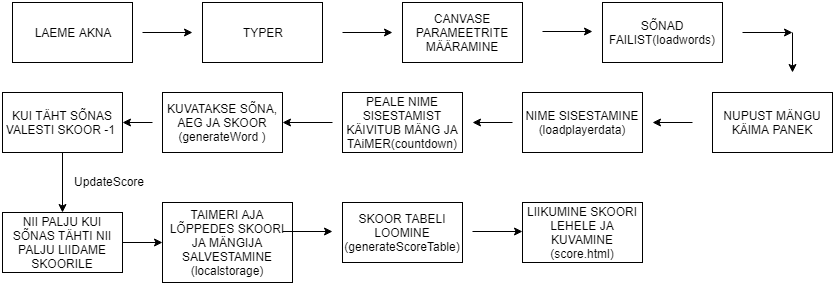 LAEME AKNA
TYPER
CANVASE
PARAMEETRITE
MÄÄRAMINE
SÕNAD
FAILIST(loadwords)
NUPUST MÄNGU
KÄIMA PANEK
NIME SISESTAMINE
(loadplayerdata)
PEALE NIME
SISESTAMIST
KÄIVITUB MÄNG JA
TAiMER(countdown)
KUVATAKSE SÕNA,
AEG JA SKOOR
(generateWord )
KUI TÄHT SÕNAS
VALESTI SKOOR -1
UpdateScore
NII PALJU KUI
SÕNAS TÄHTI NII
PALJU LIIDAME
SKOORILE
TAIMERI AJA
LÕPPEDES SKOORI
JA MÄNGIJA
SALVESTAMINE
(localstorage)
SKOOR TABELI
LOOMINE
(generateScoreTable)
LIIKUMINE SKOORI
LEHELE JA
KUVAMINE
(score.html)